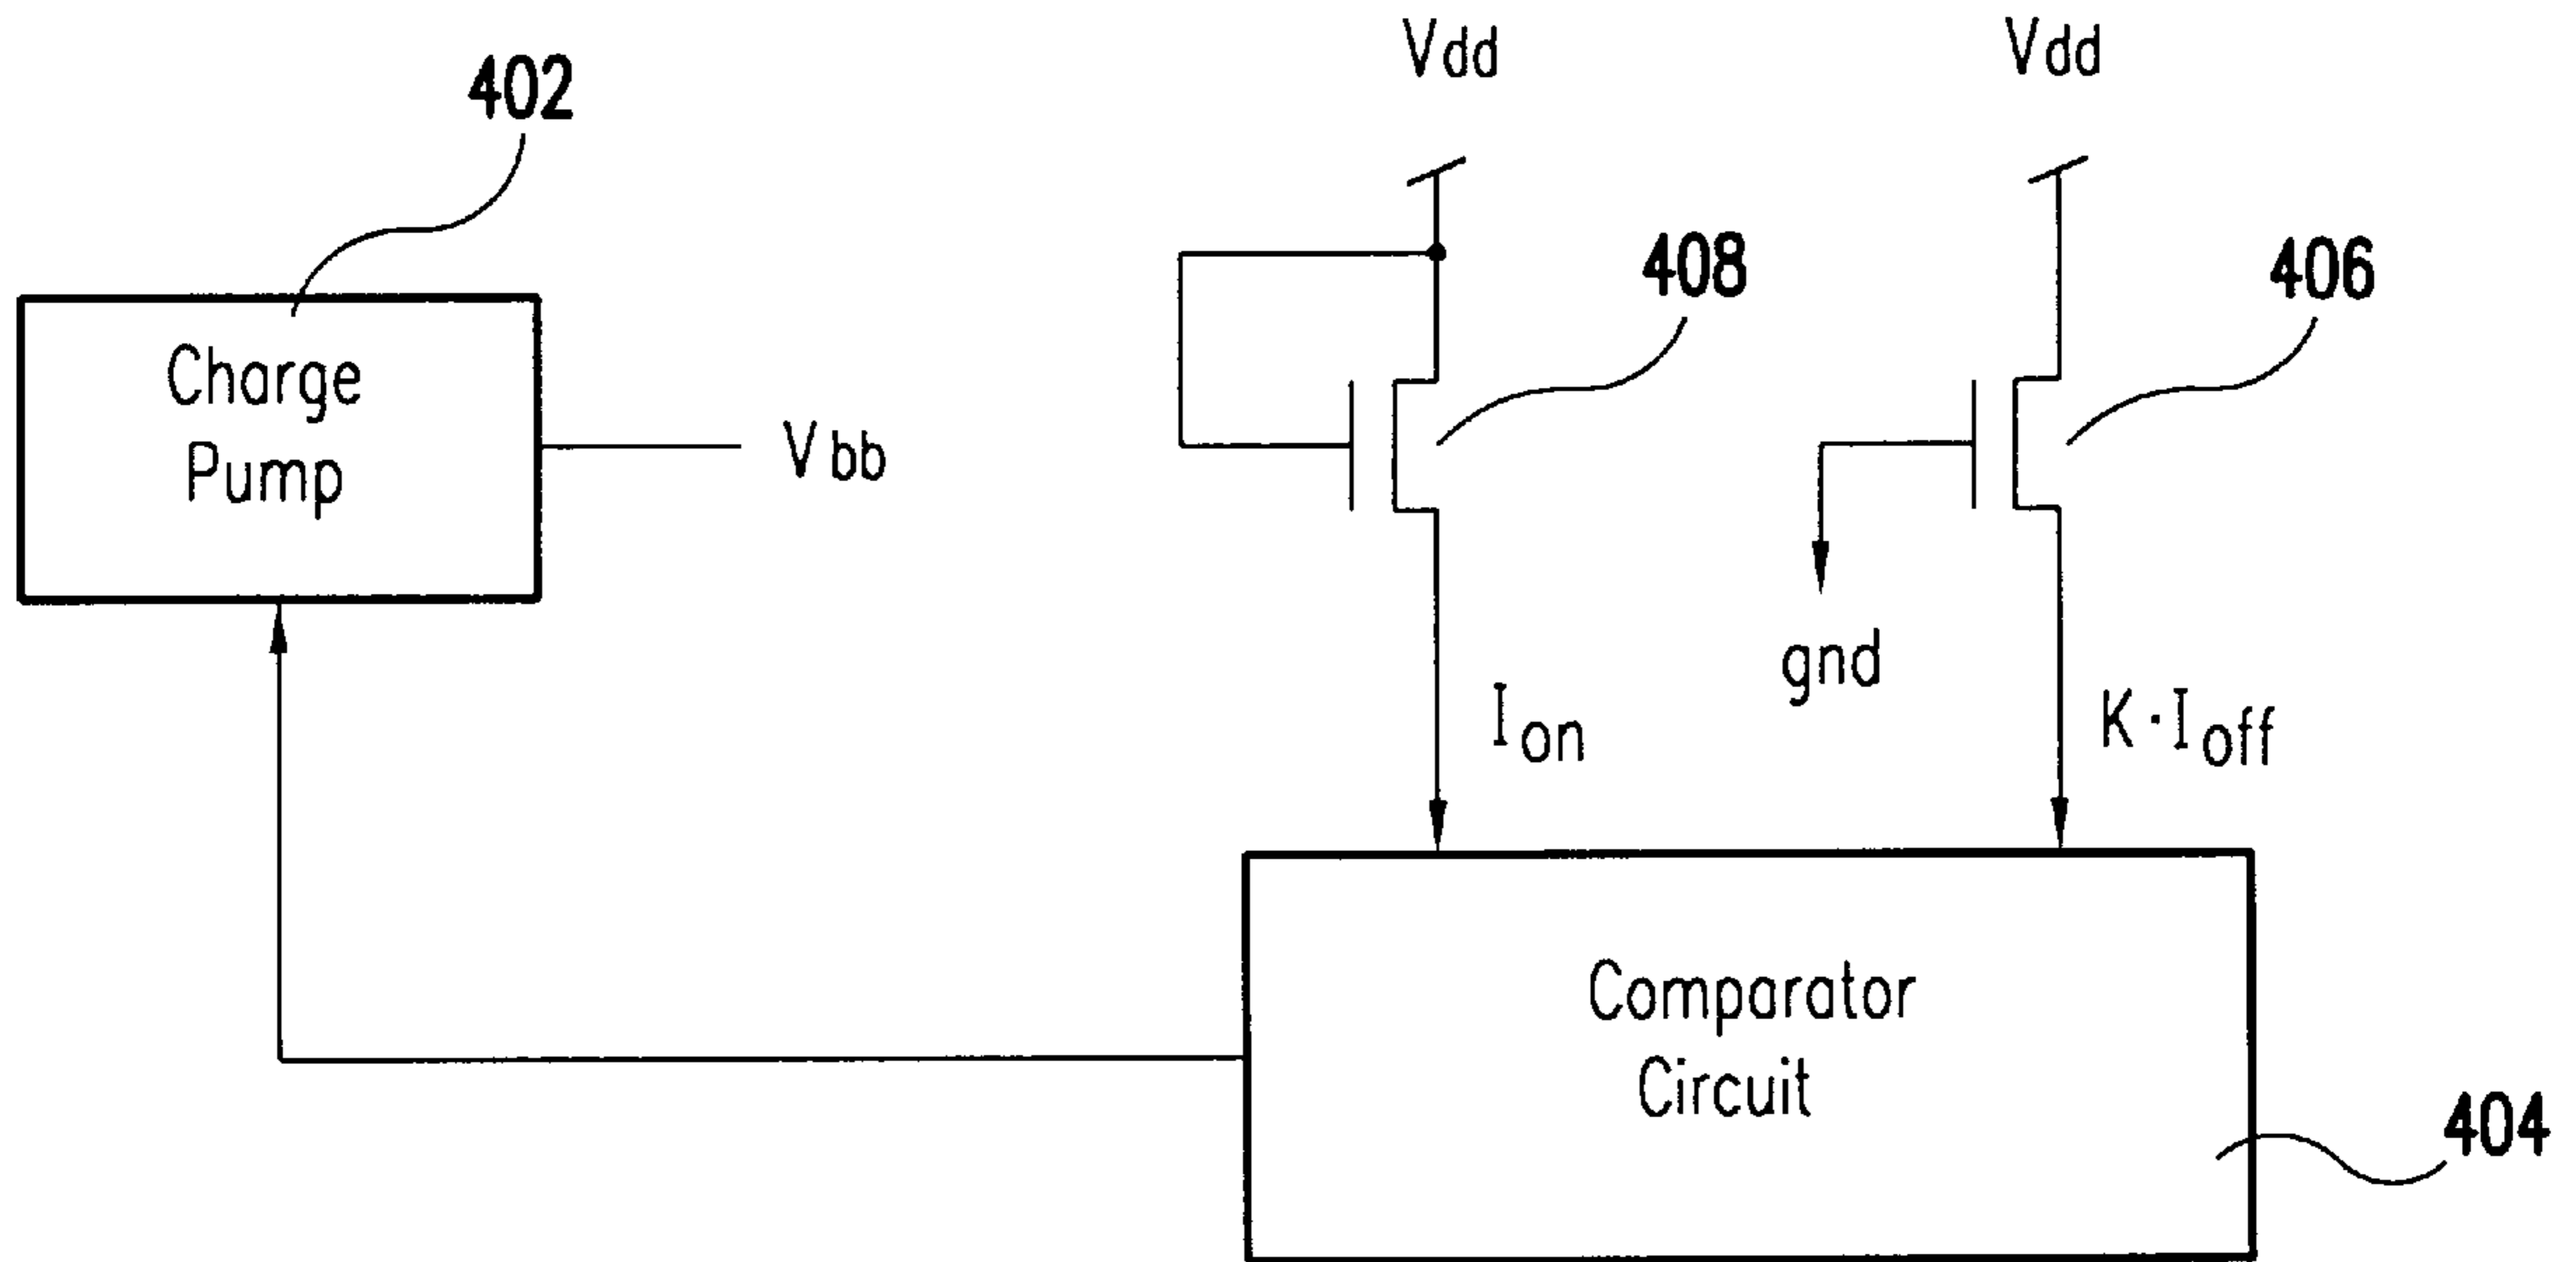 402
Vdd
Vdd
408
406
Charge
Pump
Vbb
gnd
Ion
K·Ioff
Comparator
Circuit
404